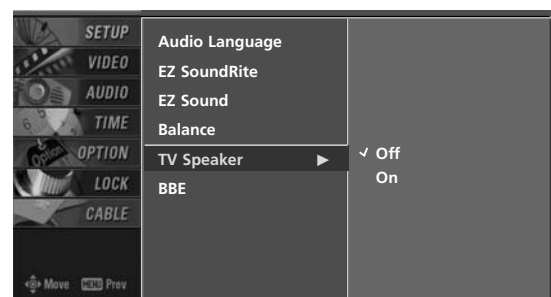 SETUP
VIDEO
AUDIO
TIME
OPTION
LOCK
CABLE
Audio Language
EZ SoundRite
EZ Sound
Balance
TV Speaker ▶
BBE
✓ Off
On
Move MENU Prev